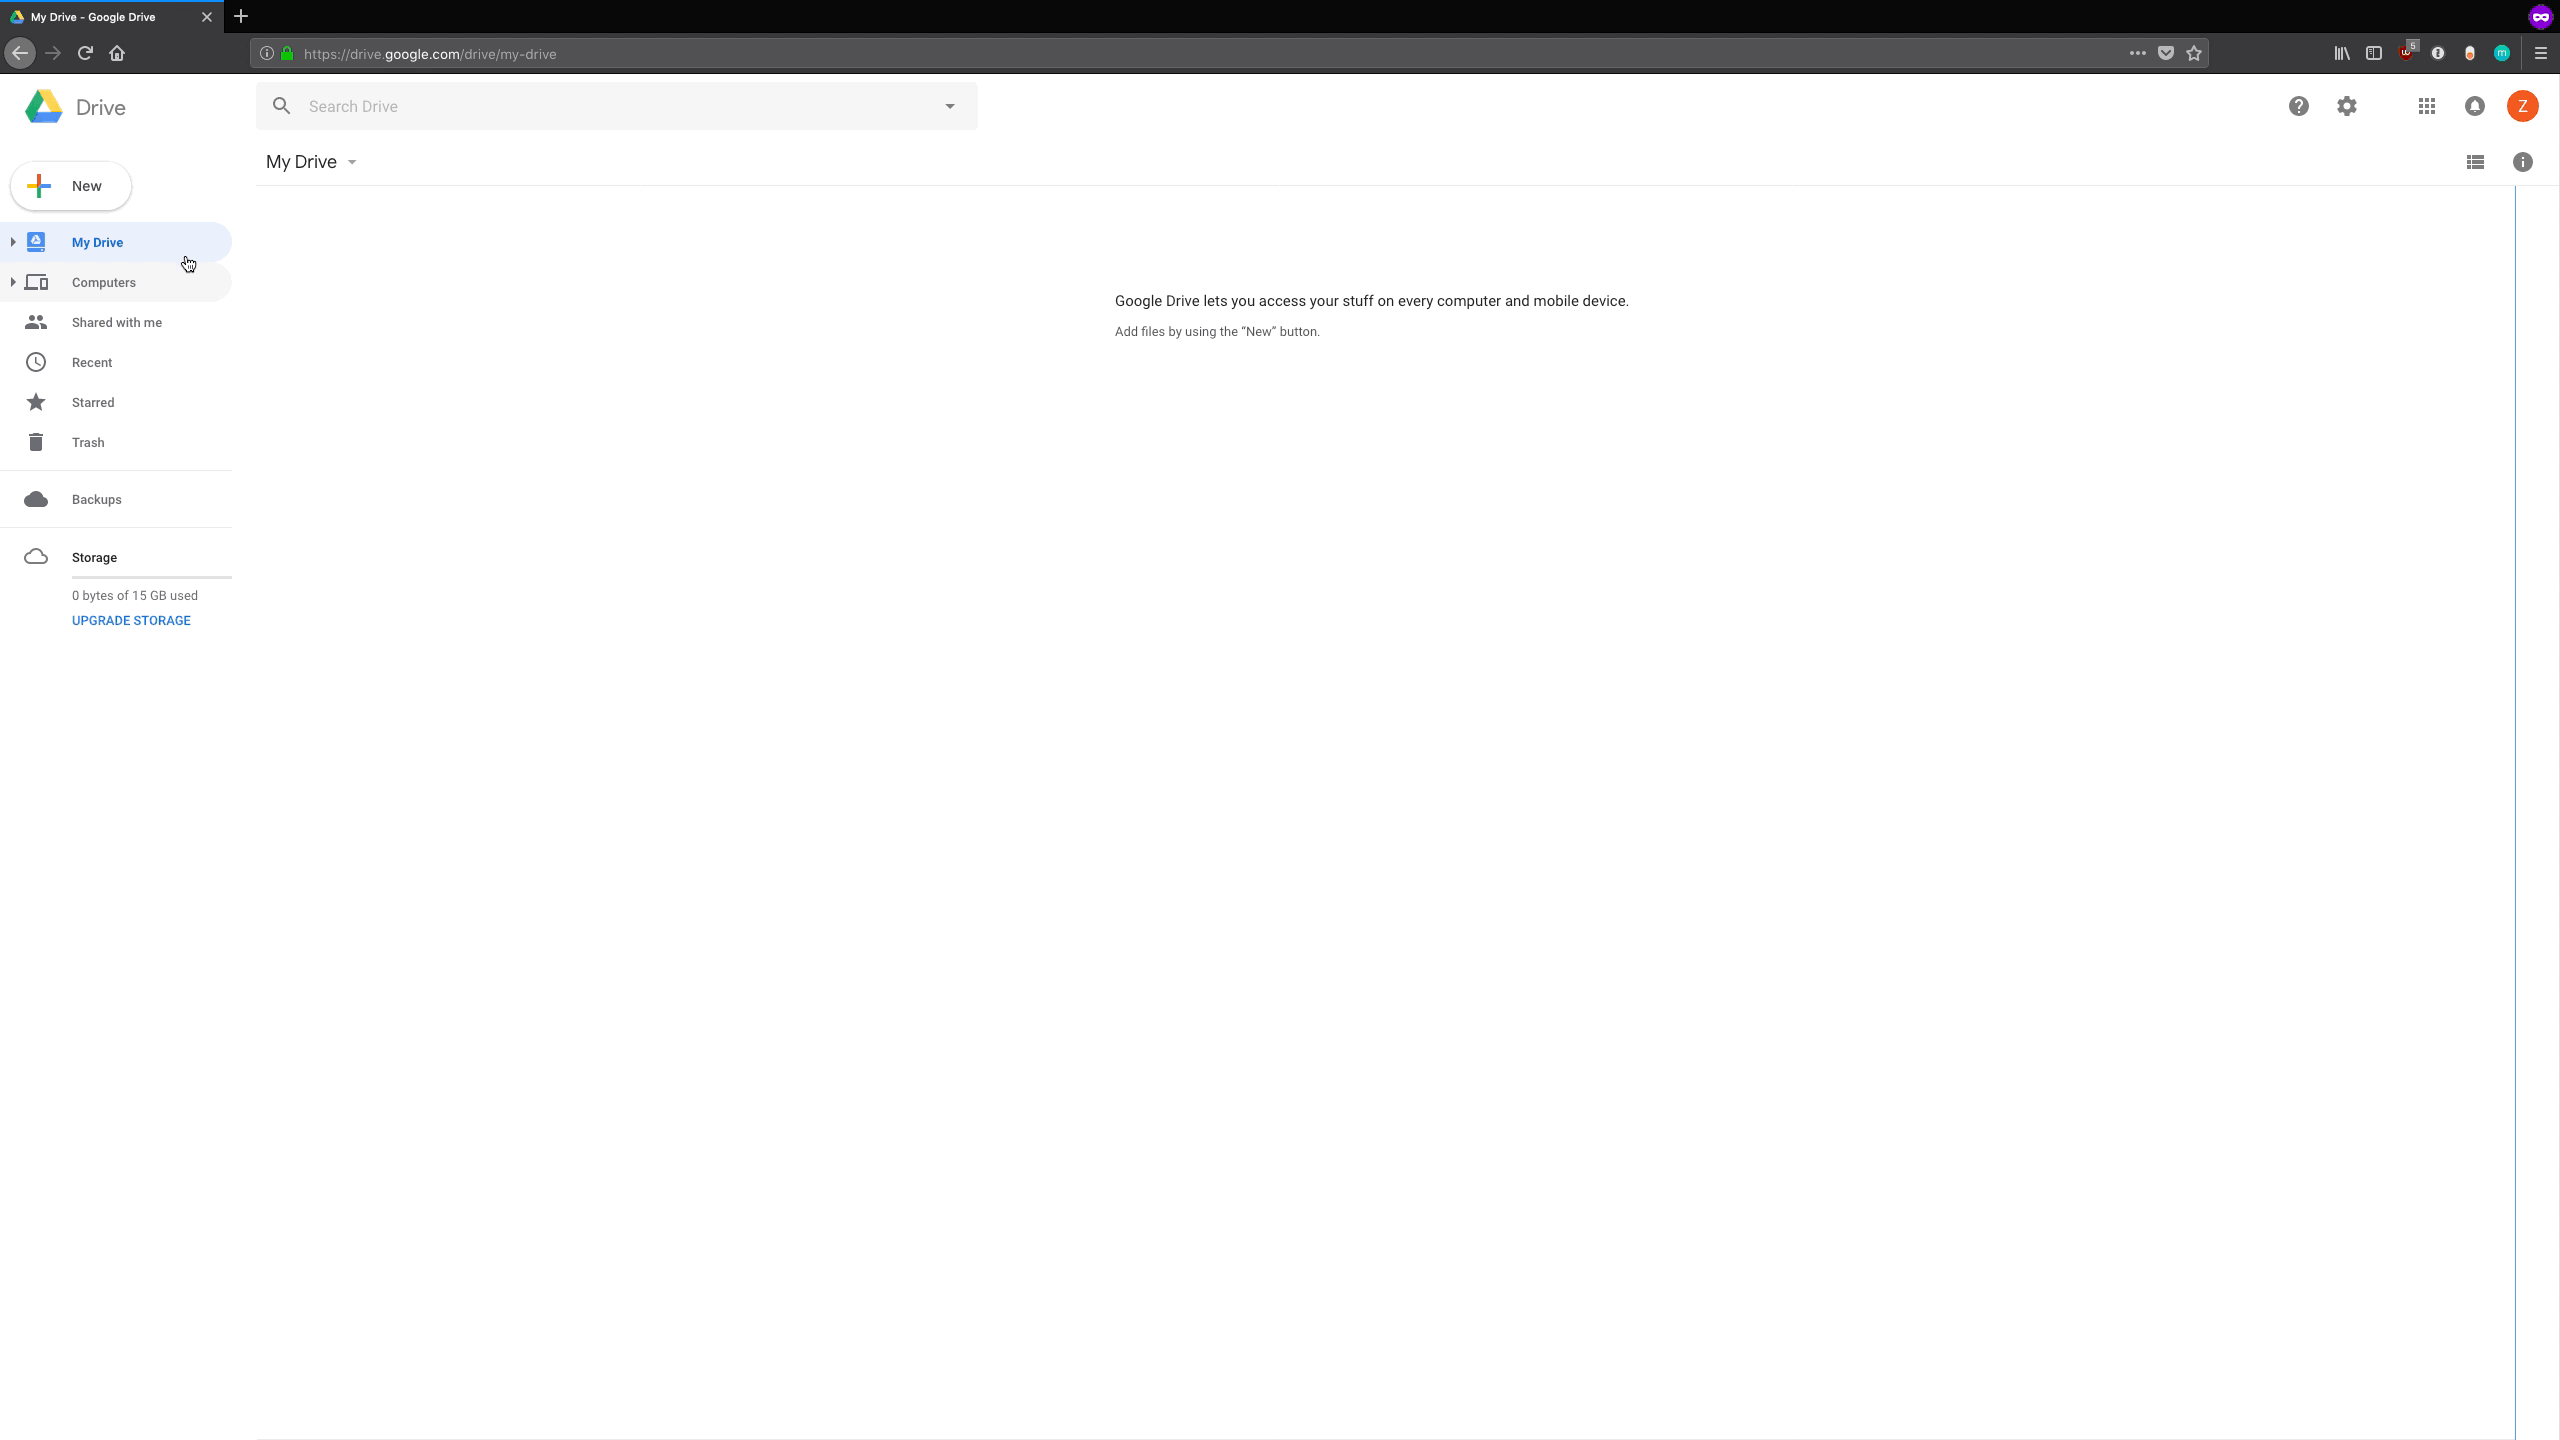 My Drive - Google Drive
https://drive.google.com/drive/my-drive
5
m
Drive
Search Drive
Z
New
My Drive
My Drive
Computers
Shared with me
Recent
Starred
Trash
Backups
Storage
0 bytes of 15 GB used
UPGRADE STORAGE
Google Drive lets you access your stuff on every computer and mobile device.
Add files by using the “New” button.